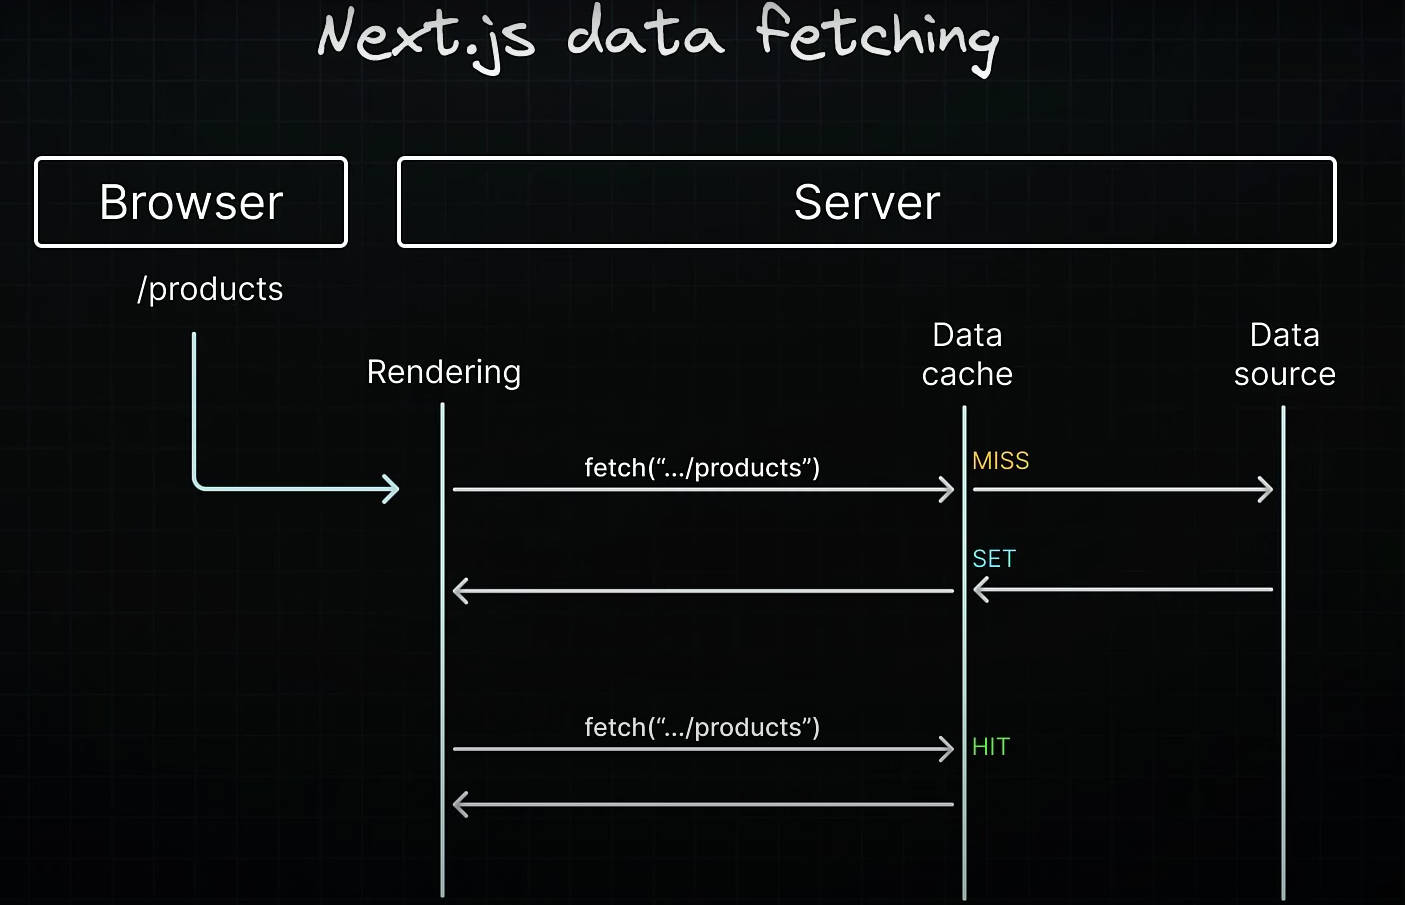 Next.js data fetching
Browser
Server
/products
Rendering
Data
cache
Data
source
fetch(“.../products”)
MISS
SET
fetch(“.../products”)
HIT